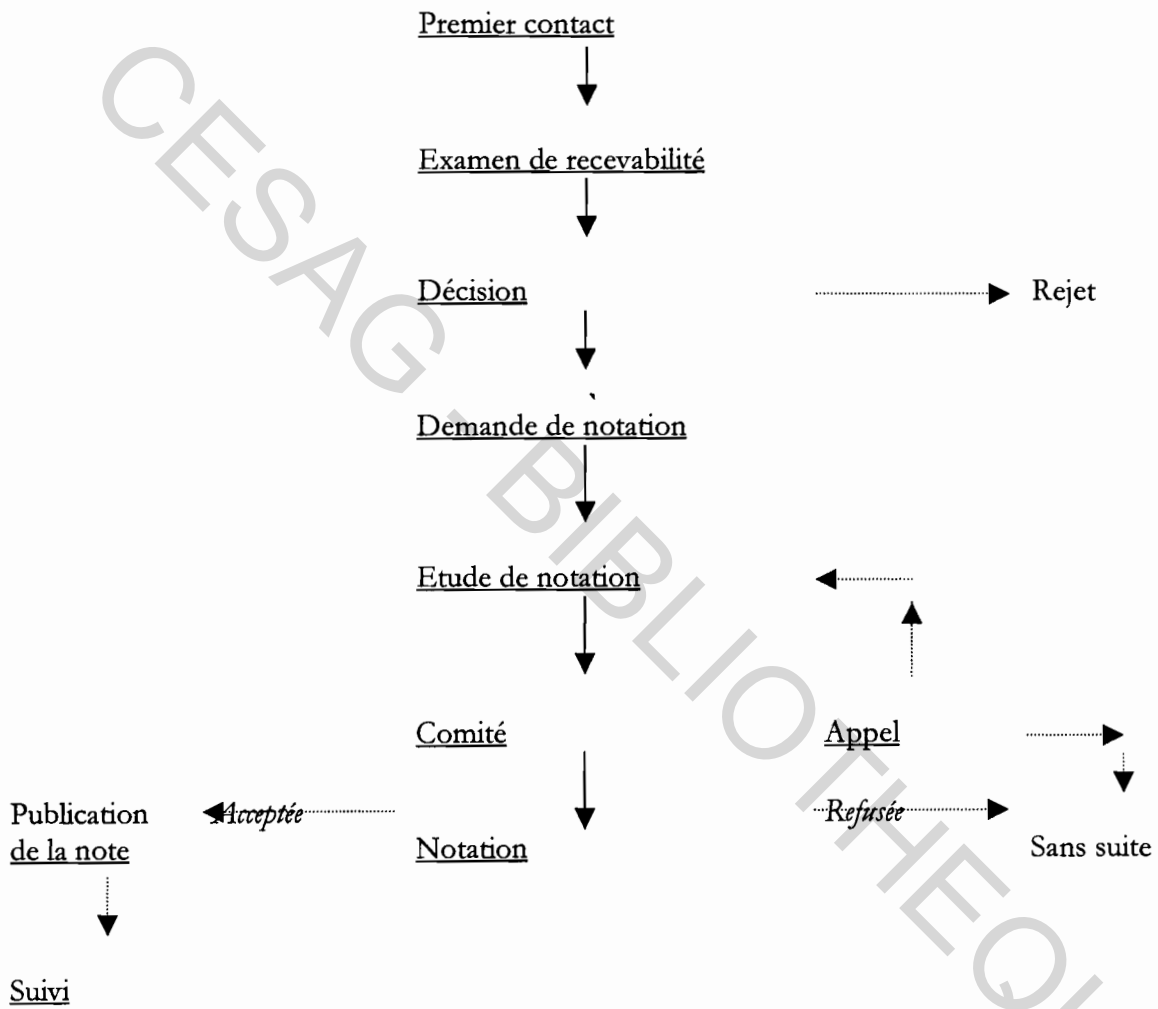 Premier contact
Examen de recevabilité
Décision
Rejet
Demande de notation
Etude de notation
Comité
Appel
Publication
de la note
Acceptée
Refusée
Notation
Sans suite
Suivi
CESAG - BIBLIOTHEQU